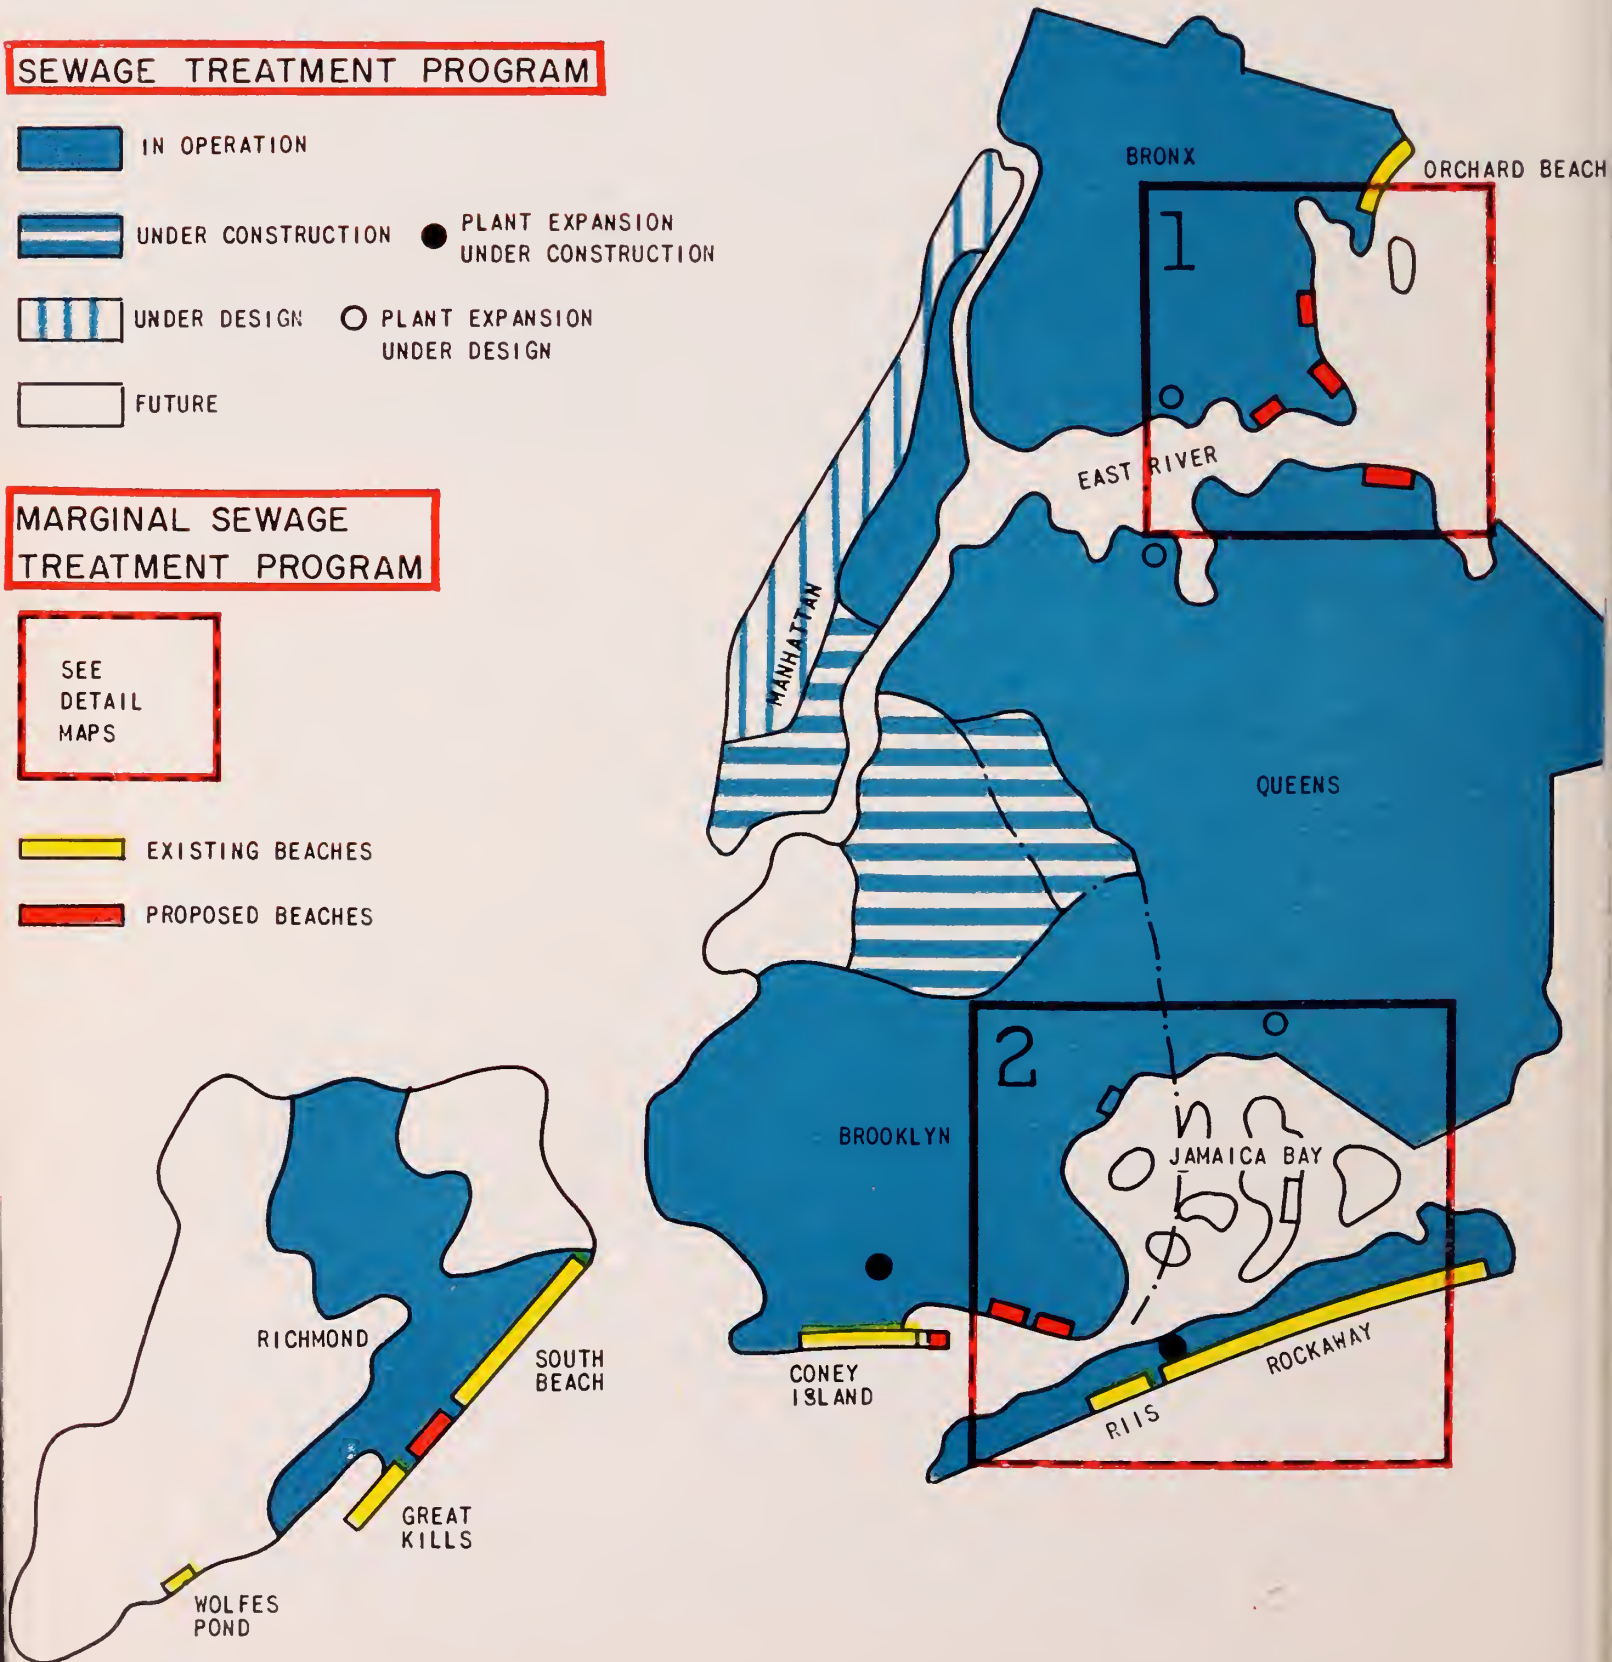 SEWAGE TREATMENT PROGRAM
IN OPERATION
UNDER CONSTRUCTION
PLANT EXPANSION
UNDER CONSTRUCTION
UNDER DESIGN
PLANT EXPANSION
UNDER DESIGN
FUTURE
MARGINAL SEWAGE
TREATMENT PROGRAM
SEE
DETAIL
MAPS
EXISTING BEACHES
PROPOSED BEACHES
BRONX
ORCHARD BEACH
1
EAST RIVER
MANHATTAN
QUEENS
2
BROOKLYN
JAMAICA BAY
CONEY
ISLAND
RIIS
ROCKAWAY
RICHMOND
SOUTH
BEACH
GREAT
KILLS
WOLFES
POND